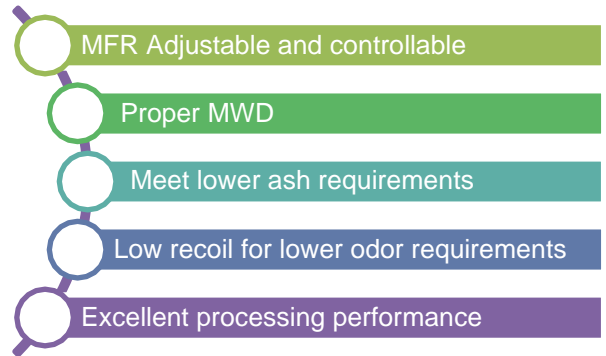 MFR Adjustable and controllable
Proper MWD
Meet lower ash requirements
Low recoil for lower odor requirements
Excellent processing performance